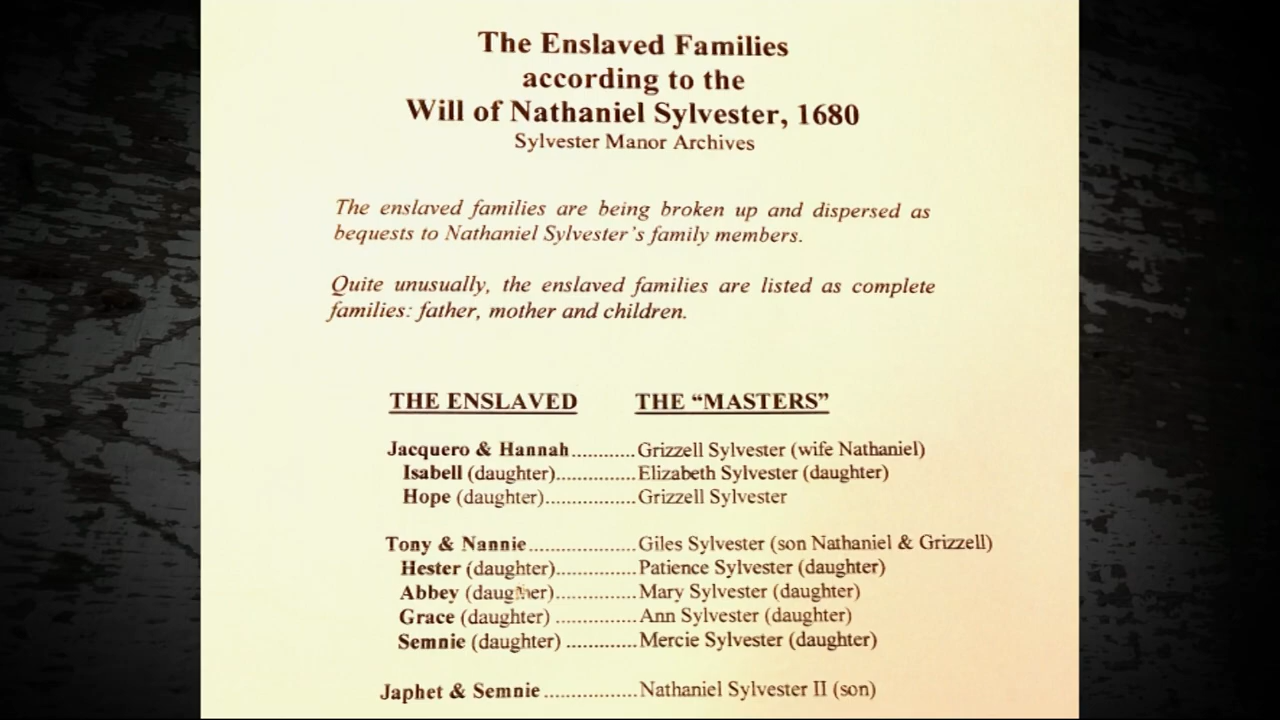 The Enslaved Families
according to the
Will of Nathaniel Sylvester, 1680
Sylvester Manor Archives
The enslaved families are being broken up and dispersed as
bequests to Nathaniel Sylvester's family members.
Quite unusually, the enslaved families are listed as complete
families: father, mother and children.
THE ENSLAVED THE “MASTERS”
Jacquero & Hannah...........Grizzell Sylvester (wife Nathaniel)
Isabell (daughter)..............Elizabeth Sylvester (daughter)
Hope (daughter)................Grizzell Sylvester
Tony & Nannie...................Giles Sylvester (son Nathaniel & Grizzell)
Hester (daughter)..............Patience Sylvester (daughter)
Abbey (daughter)..............Mary Sylvester (daughter)
Grace (daughter) ..............Ann Sylvester (daughter)
Semnie (daughter) ............Mercie Sylvester (daughter)
Japhet & Semnie ................Nathaniel Sylvester II (son)